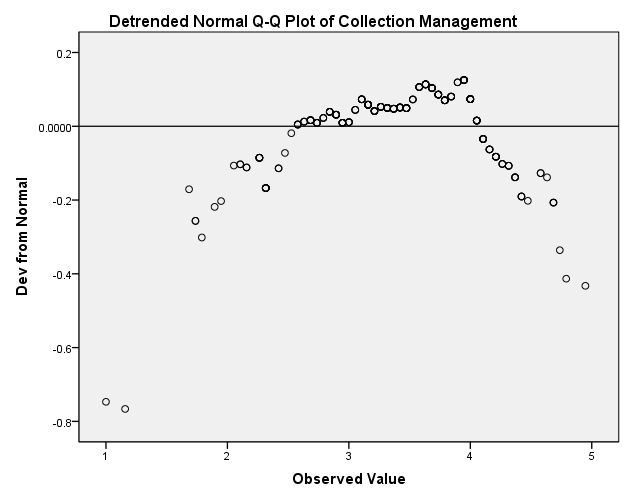 Detrended Normal Q-Q Plot of Collection Management
0.2
0.0000
-0.2
-0.4
-0.6
-0.8
Dev from Normal
1 2 3 4 5
Observed Value